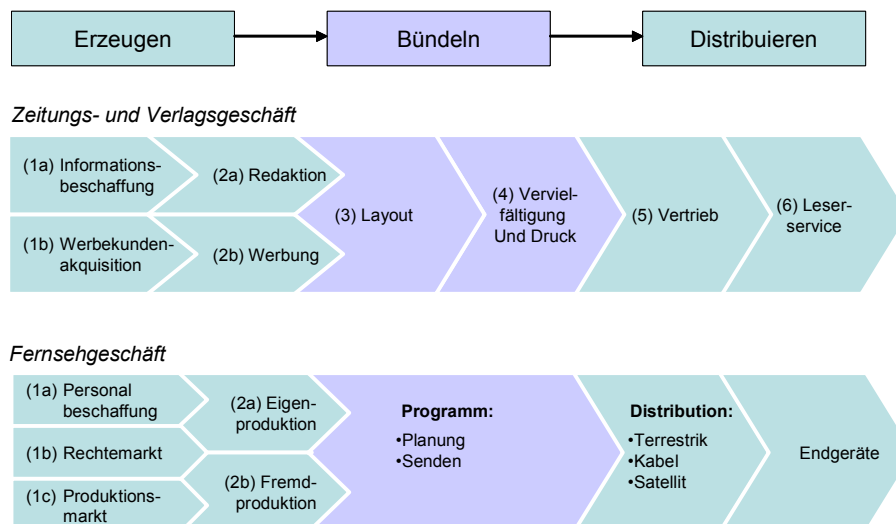 Erzeugen
Bündeln
Distribuieren
Zeitungs- und Verlagsgeschäft
(1a) Informations-
beschaffung
(1b) Werbekunden-
akquisition
(2a) Redaktion
(2b) Werbung
(3) Layout
(4) Verviel-
fältigung
Und Druck
(5) Vertrieb
(6) Leser-
service
Fernsehgeschäft
(1a) Personal
beschaffung
(1b) Rechtemarkt
(1c) Produktions-
markt
(2a) Eigen-
produktion
(2b) Fremd-
produktion
Programm:
•Planung
•Senden
Distribution:
•Terrestrik
•Kabel
•Satellit
Endgeräte